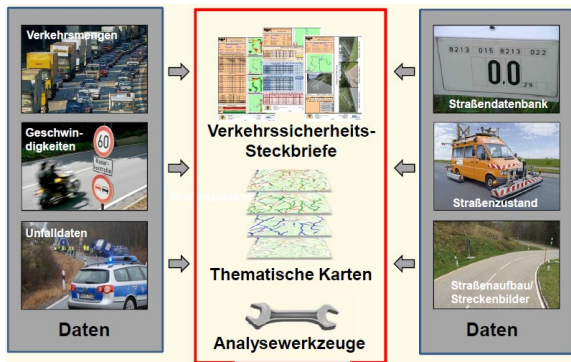 Verkehrsmengen
Geschwin-
digkeiten
60
Unfalldaten
Daten
Verkehrssicherheits-
Steckbriefe
Thematische Karten
Analysewerkzeuge
8213 015 8213 022
0.0
29
Straßendatenbank
Straßenzustand
Straßenaufbau/
Streckenbilder
Daten